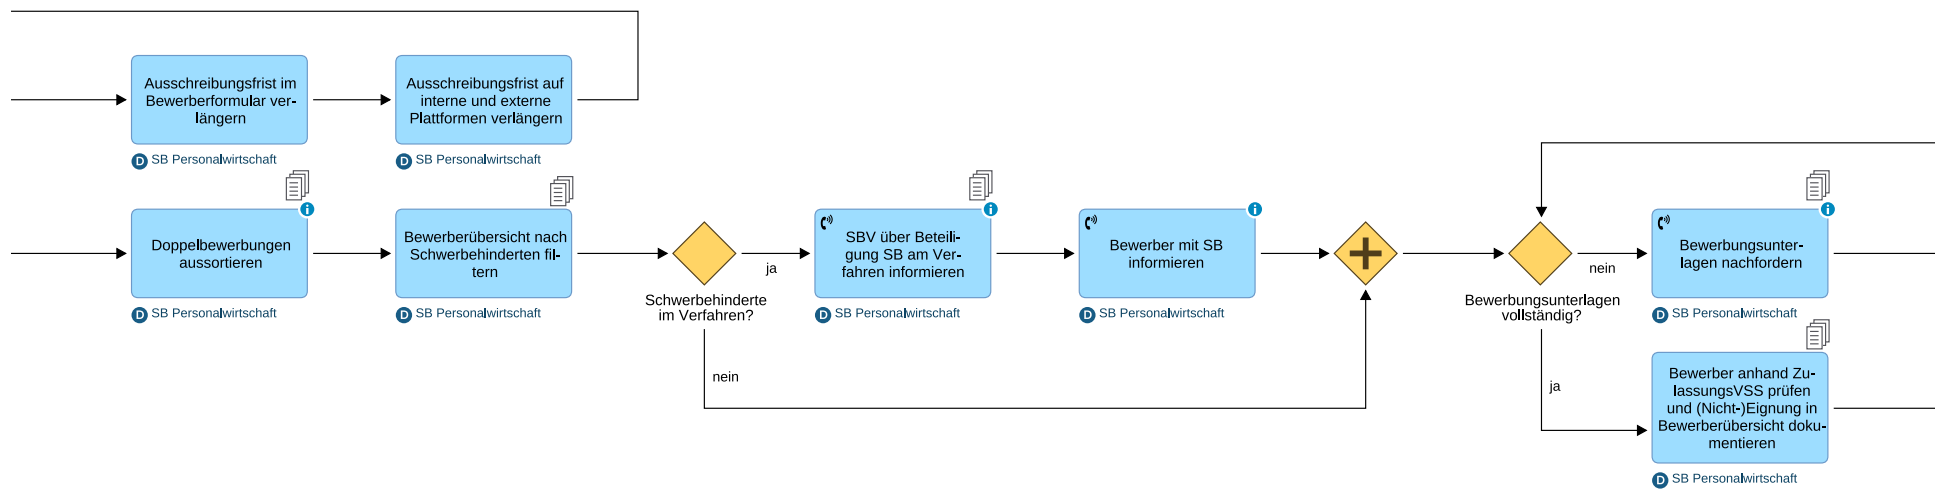 Ausschreibungsfrist im
Bewerberformular ver-
längern
D SB Personalwirtschaft
Ausschreibungsfrist auf
interne und externe
Plattformen verlängern
D SB Personalwirtschaft
i
Doppelbewerbungen
aussortieren
D SB Personalwirtschaft
Bewerberübersicht nach
Schwerbehinderten fil-
tern
D SB Personalwirtschaft
Schwerbehinderte
im Verfahren?
ja
nein
i
SBV über Beteili-
gung SB am Ver-
fahren informieren
D SB Personalwirtschaft
i
Bewerber mit SB
informieren
D SB Personalwirtschaft
Bewerbungsunterlagen
vollständig?
nein
ja
i
Bewerbungsunter-
lagen nachfordern
D SB Personalwirtschaft
Bewerber anhand Zu-
lassungsVSS prüfen
und (Nicht-)Eignung in
Bewerberübersicht doku-
mentieren
D SB Personalwirtschaft